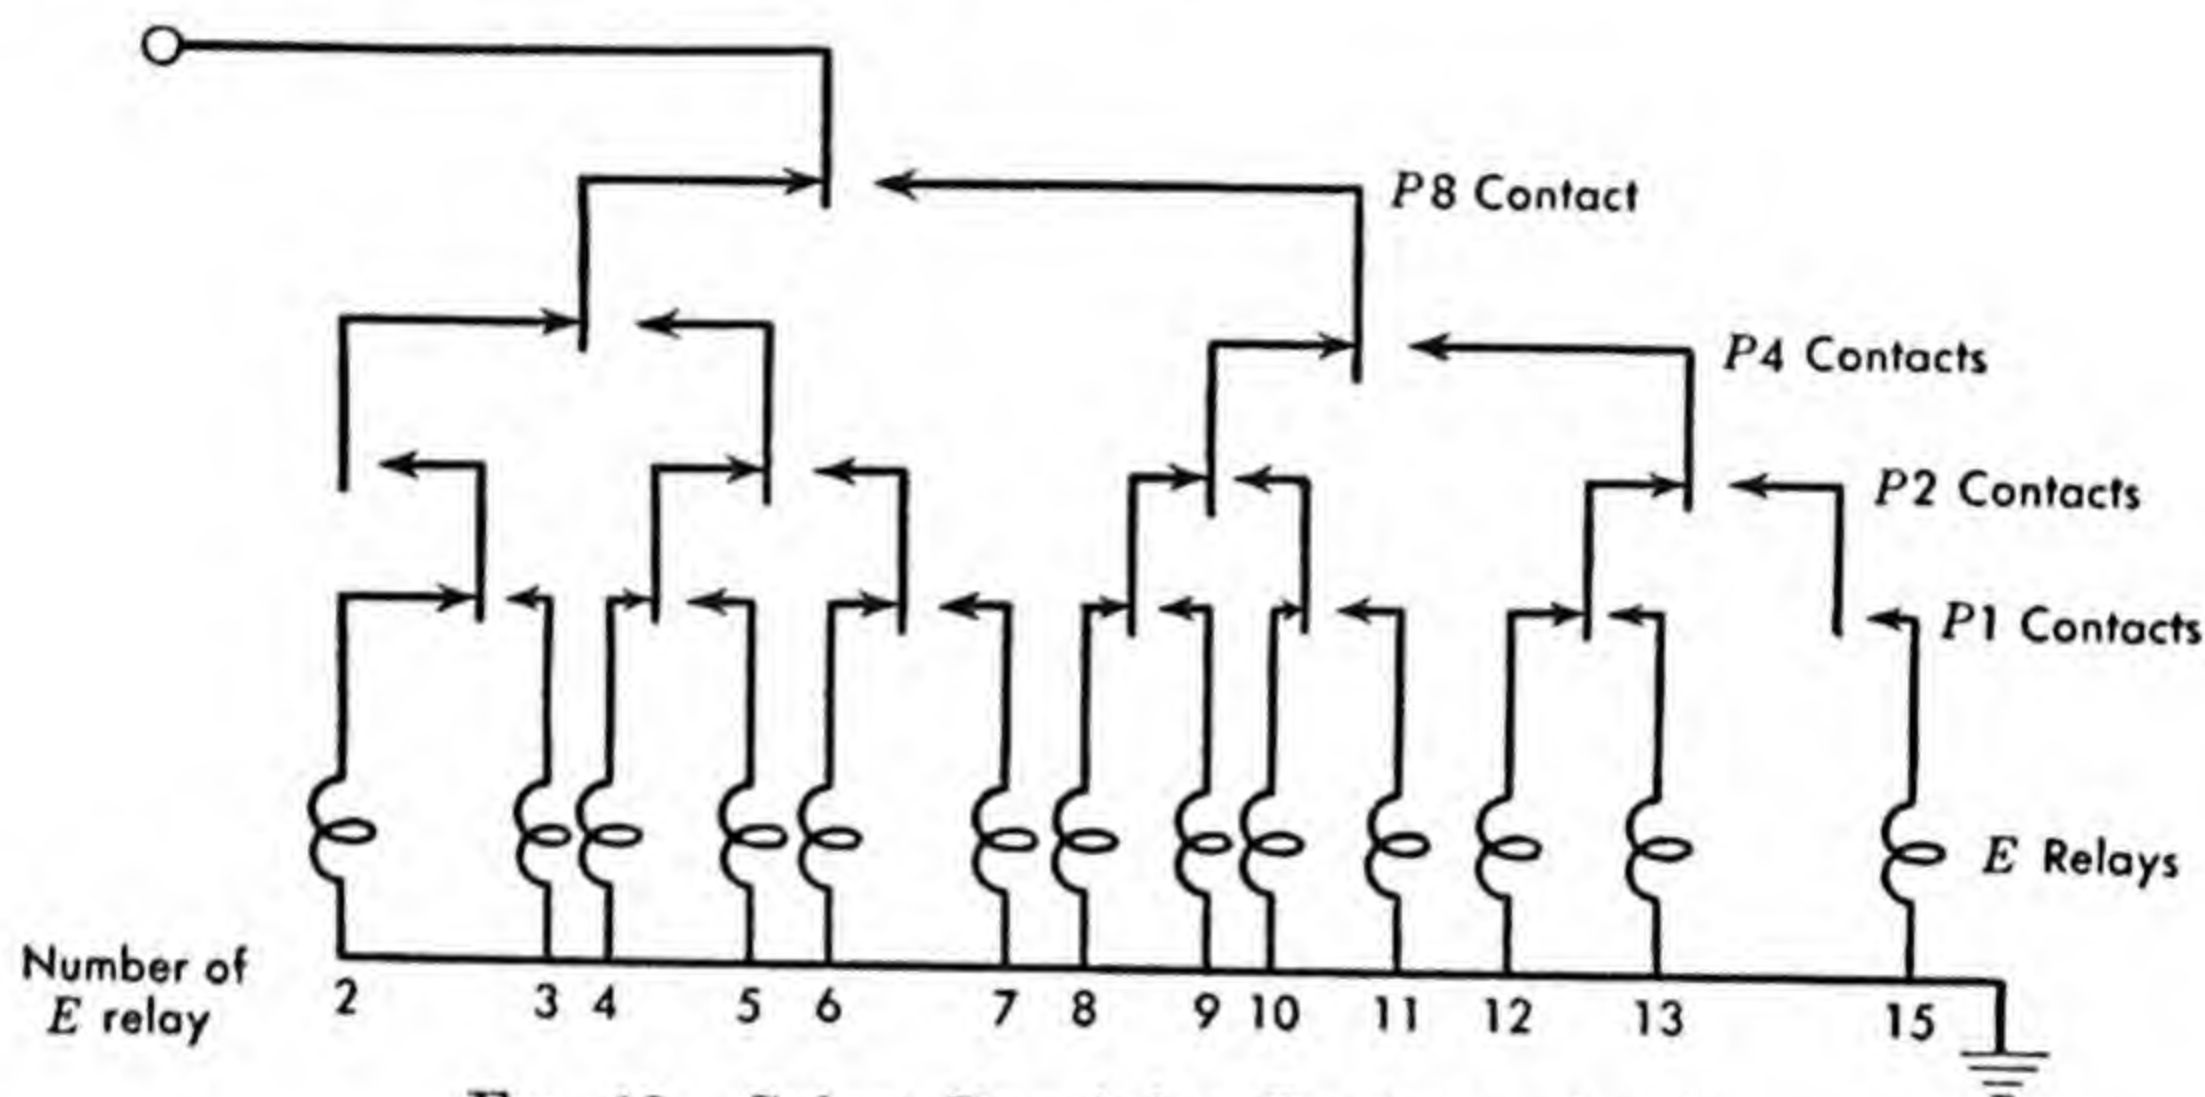 P8 Contact
P4 Contacts
P2 Contacts
P1 Contacts
E Relays
Number of
E relay
2 3 4 5 6 7 8 9 10 11 12 13 15